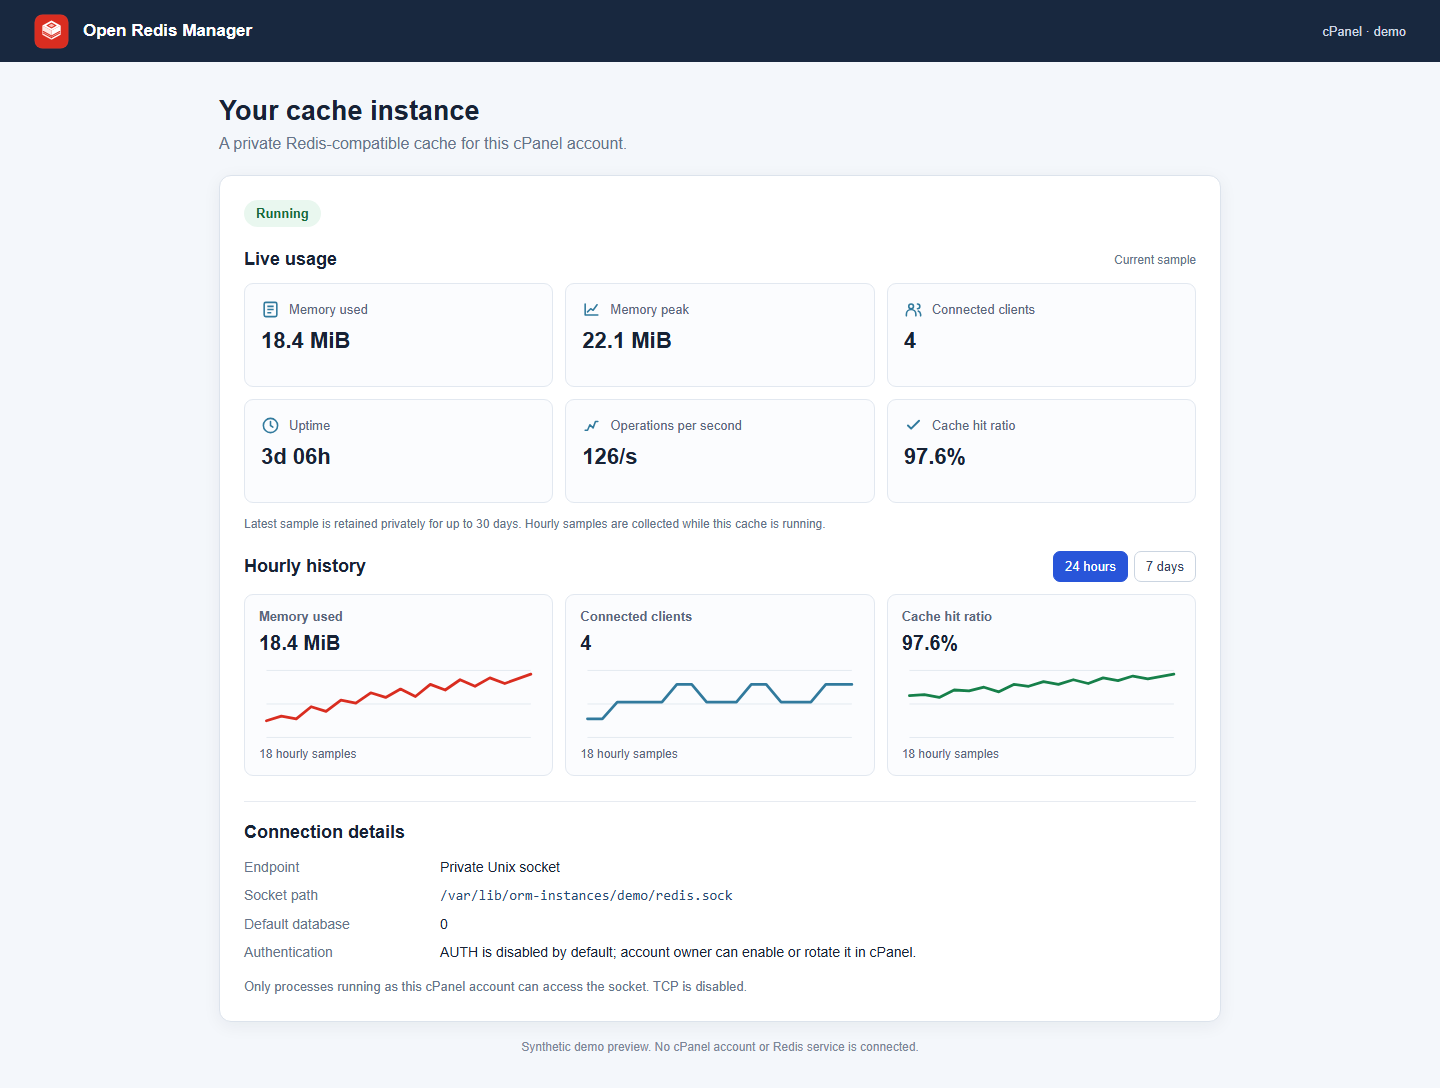 Open Redis Manager
cPanel · demo
Your cache instance
A private Redis-compatible cache for this cPanel account.
Running
Live usage
Current sample
Memory used
18.4 MiB
Memory peak
22.1 MiB
Connected clients
4
Uptime
3d 06h
Operations per second
126/s
Cache hit ratio
97.6%
Latest sample is retained privately for up to 30 days. Hourly samples are collected while this cache is running.
Hourly history
24 hours
7 days
Memory used
18.4 MiB
18 hourly samples
Connected clients
4
18 hourly samples
Cache hit ratio
97.6%
18 hourly samples
Connection details
Endpoint Private Unix socket
Socket path /var/lib/orm-instances/demo/redis.sock
Default database 0
Authentication AUTH is disabled by default; account owner can enable or rotate it in cPanel.
Only processes running as this cPanel account can access the socket. TCP is disabled.
Synthetic demo preview. No cPanel account or Redis service is connected.